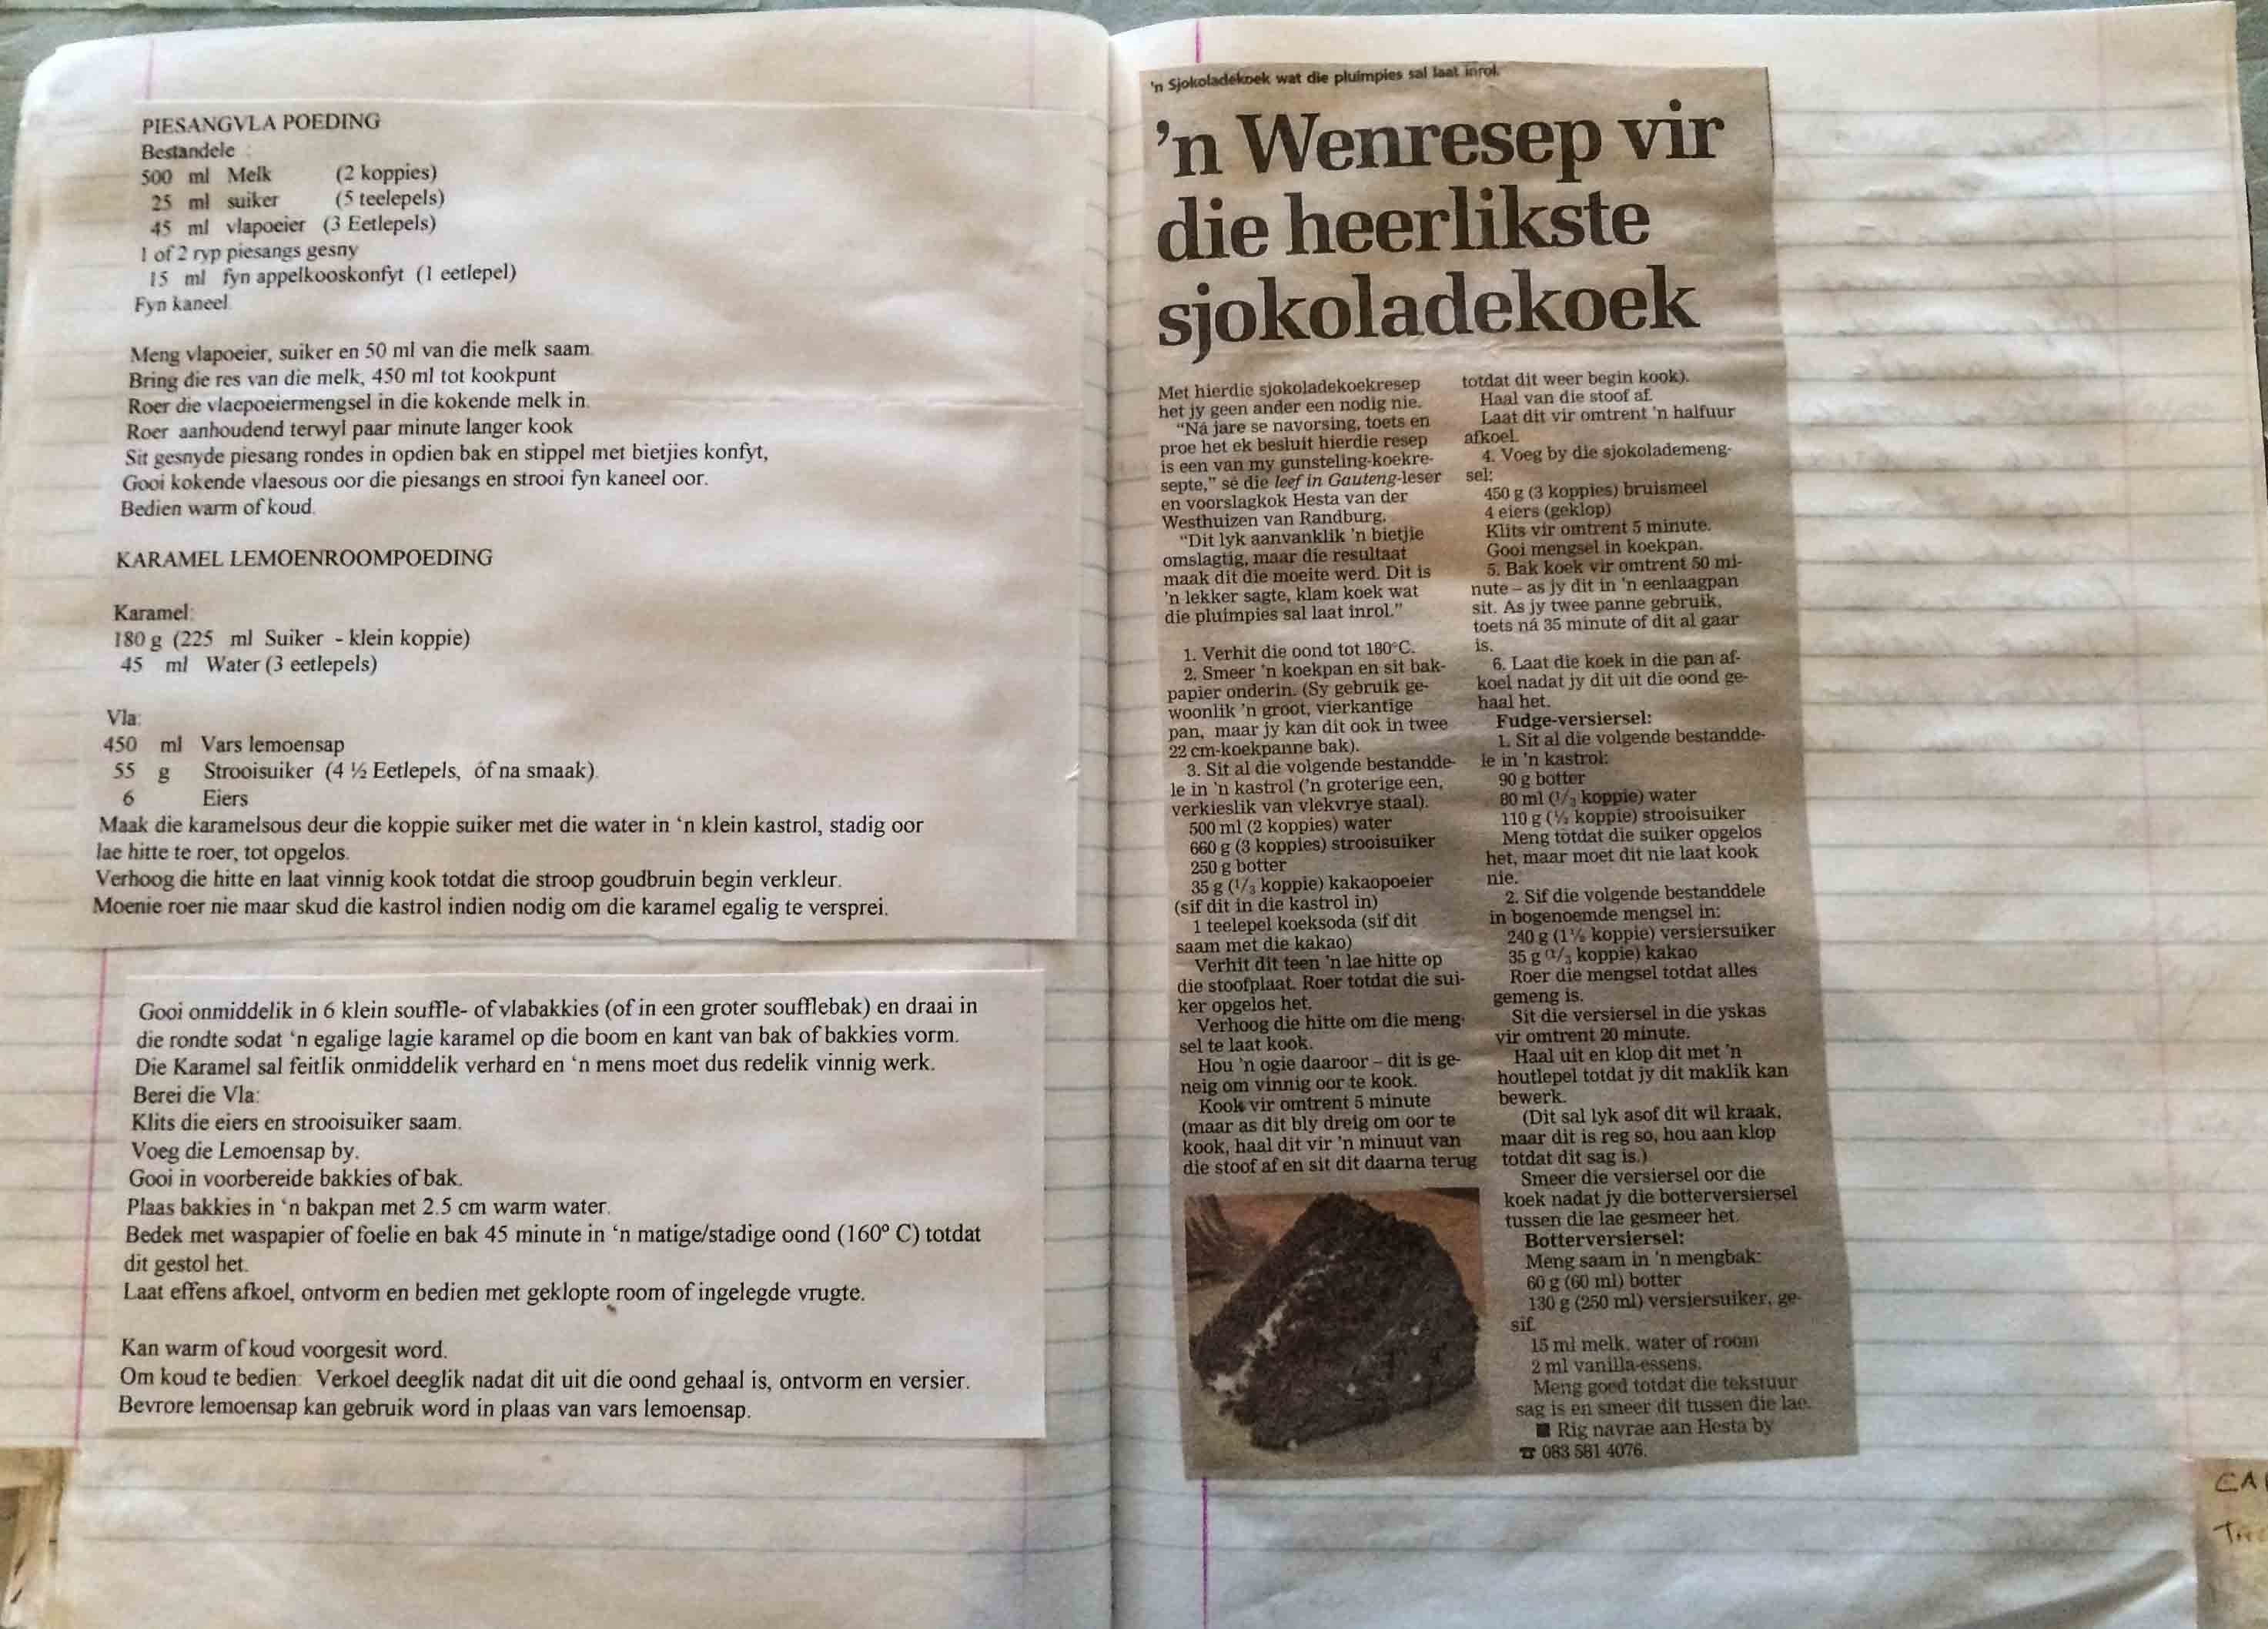 PIESANGVLA POEDING
Bestandele :
500 ml Melk (2 koppies)
25 ml suiker (5 teelepels)
45 ml vlapoeier (3 Eetlepels)
1 of 2 ryp piesangs gesny
15 ml fyn appelkooskonfyt (1 eetlepel)
Fyn kaneel.
Meng vlapoeier, suiker en 50 ml van die melk saam.
Bring die res van die melk, 450 ml tot kookpunt
Roer die vlaepoeiermengsel in die kokende melk in.
Roer aanhoudend terwyl paar minute langer kook
Sit gesnyde piesang rondes in opdien bak en stippel met bietjies konfyt,
Gooi kokende vlaesous oor die piesangs en strooi fyn kaneel oor.
Bedien warm of koud.
KARAMEL LEMOENROOMPOEDING
Karamel:
180 g (225 ml Suiker - klein koppie)
45 ml Water (3 eetlepels)
Vla:
450 ml Vars lemoensap
55 g Strooisuiker (4 ½ Eetlepels, óf na smaak).
6 Eiers
Maak die karamelsous deur die koppie suiker met die water in ‘n klein kastrol, stadig oor
lae hitte te roer, tot opgelos.
Verhoog die hitte en laat vinnig kook totdat die stroop goudbruin begin verkleur.
Moenie roer nie maar skud die kastrol indien nodig om die karamel egalig te versprei.
Gooi onmiddelik in 6 klein souffle- of vlabakkies (of in een groter soufflebak) en draai in
die rondte sodat ‘n egalige lagie karamel op die boom en kant van bak of bakkies vorm.
Die Karamel sal feitlik onmiddelik verhard en ‘n mens moet dus redelik vinnig werk.
Berei die Vla:
Klits die eiers en strooisuiker saam.
Voeg die Lemoensap by.
Gooi in voorbereide bakkies of bak.
Plaas bakkies in ‘n bakpan met 2.5 cm warm water.
Bedek met waspapier of foelie en bak 45 minute in ‘n matige/stadige oond (160º C) totdat
dit gestol het.
Laat effens afkoel, ontvorm en bedien met geklopte room of ingelegde vrugte.
Kan warm of koud voorgesit word.
Om koud te bedien: Verkoel deeglik nadat dit uit die oond gehaal is, ontvorm en versier.
Bevrore lemoensap kan gebruik word in plaas van vars lemoensap.
'n Sjokoladekoek wat die pluimpies sal laat inrol.
’n Wenresep vir
die heerlikste
sjokoladekoek
Met hierdie sjokoladekoekresep
het jy geen ander een nodig nie.
“Ná jare se navorsing, toets en
proe het ek besluit hierdie resep
is een van my gunsteling-koekre-
septe,” sê die leef in Gauteng-leser
en voorslagkok Hesta van der
Westhuizen van Randburg.
“Dit lyk aanvanklik ’n bietjie
omslagtig, maar die resultaat
maak dit die moeite werd. Dit is
’n lekker sagte, klam koek wat
die pluimpies sal laat inrol.”
1. Verhit die oond tot 180°C.
2. Smeer ’n koekpan en sit bak-
papier onderin. (Sy gebruik ge-
woonlik ’n groot, vierkantige
pan, maar jy kan dit ook in twee
22 cm-koekpanne bak).
3. Sit al die volgende bestandde-
le in ’n kastrol (’n groterige een,
verkieslik van vlekvrye staal).
500 ml (2 koppies) water
660 g (3 koppies) strooisuiker
250 g botter
35 g (1/3 koppie) kakaopoeier
(sif dit in die kastrol in)
1 teelepel koeksoda (sif dit
saam met die kakao)
Verhit dit teen ’n lae hitte op
die stoofplaat. Roer totdat die sui-
ker opgelos het.
Verhoog die hitte om die meng-
sel te laat kook.
Hou ’n ogie daaroor – dit is ge-
neig om vinnig oor te kook.
Kook vir omtrent 5 minute
(maar as dit bly dreig om oor te
kook, haal dit vir ’n minuut van
die stoof af en sit dit daarna terug
totdat dit weer begin kook).
Haal van die stoof af.
Laat dit vir omtrent ’n halfuur
afkoel.
4. Voeg by die sjokolademeng-
sel:
450 g (3 koppies) bruismeel
4 eiers (geklop)
Klits vir omtrent 5 minute.
Gooi mengsel in koekpan.
5. Bak koek vir omtrent 50 mi-
nute – as jy dit in ’n eenlaagpan
sit. As jy twee panne gebruik,
toets ná 35 minute of dit al gaar
is.
6. Laat die koek in die pan af-
koel nadat jy dit uit die oond ge-
haal het.
Fudge-versiersel:
1. Sit al die volgende bestandde-
le in ’n kastrol:
90 g botter
80 ml (1/3 koppie) water
110 g (½ koppie) strooisuiker
Meng totdat die suiker opgelos
het, maar moet dit nie laat kook
nie.
2. Sif die volgende bestanddele
in bogenoemde mengsel in:
240 g (1½ koppie) versiersuiker
35 g (1/3 koppie) kakao
Roer die mengsel totdat alles
gemeng is.
Sit die versiersel in die yskas
vir omtrent 20 minute.
Haal uit en klop dit met ’n
houtlepel totdat jy dit maklik kan
bewerk.
(Dit sal lyk asof dit wil kraak,
maar dit is reg so, hou aan klop
totdat dit sag is.)
Smeer die versiersel oor die
koek nadat jy die botterversiersel
tussen die lae gesmeer het.
Botterversiersel:
Meng saam in ’n mengbak:
60 g (60 ml) botter
130 g (250 ml) versiersuiker, ge-
sif.
15 ml melk, water of room
2 ml vanilla-essens.
Meng goed totdat die tekstuur
sag is en smeer dit tussen die lae.
■ Rig navrae aan Hesta by
☎ 083 581 4076.